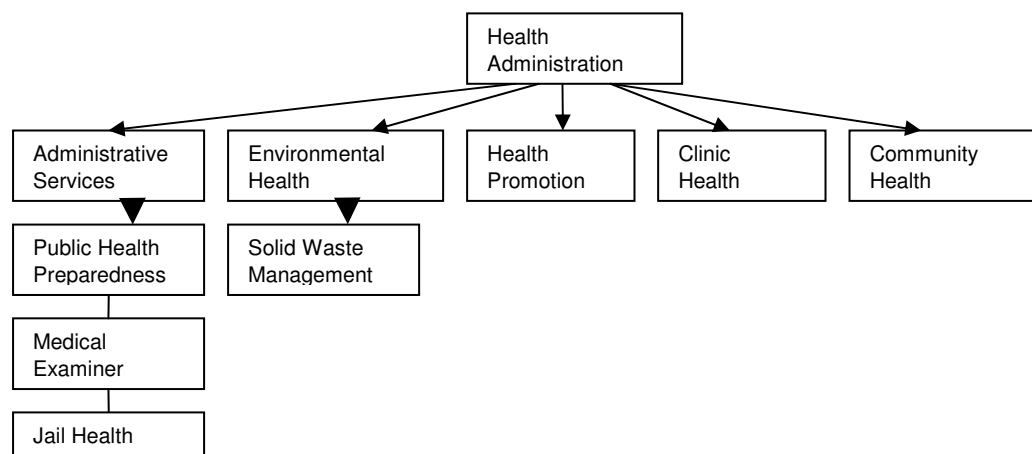 Health
Administration
Administrative
Services
Environmental
Health
Health
Promotion
Clinic
Health
Community
Health
Public Health
Preparedness
Solid Waste
Management
Medical
Examiner
Jail Health